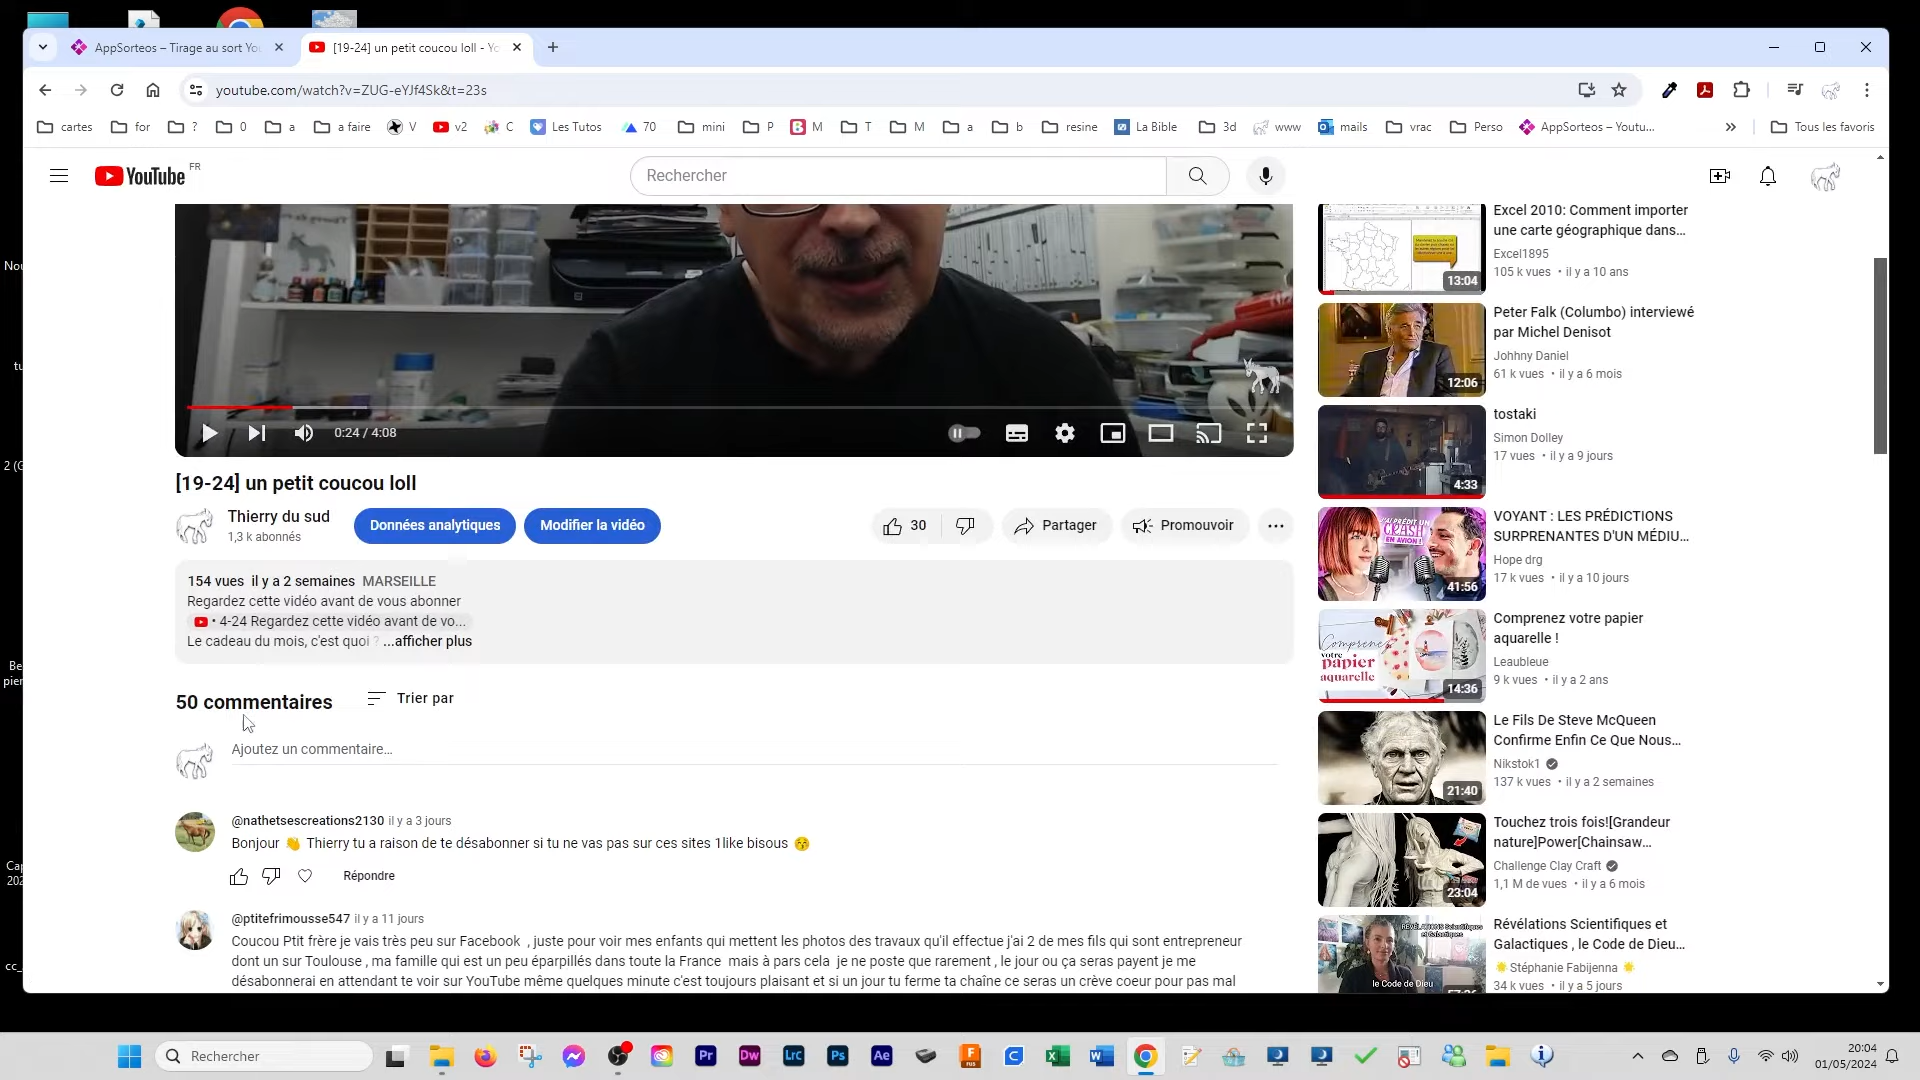 AppSorteos – Tirage au sort You
[19-24] un petit coucou loll - Yo
youtube.com/watch?v=ZUG-eYJf4Sk&t=23s
cartes
for
?
0
a
a faire
V
v2
C
Les Tutos
70
mini
P
M
T
M
a
b
resine
La Bible
3d
www
mails
vrac
Perso
AppSorteos – Youtu...
Tous les favoris
YouTube FR
Rechercher
0:24 / 4:08
[19-24] un petit coucou loll
Thierry du sud
1,3 k abonnés
Données analytiques
Modifier la vidéo
30
Partager
Promouvoir
154 vues il y a 2 semaines MARSEILLE
Regardez cette vidéo avant de vous abonner
• 4-24 Regardez cette vidéo avant de vo...
Le cadeau du mois, c'est quoi ? ...afficher plus
50 commentaires
Trier par
Ajoutez un commentaire...
@nathetsescreations2130 il y a 3 jours
Bonjour 👋 Thierry tu a raison de te désabonner si tu ne vas pas sur ces sites 1like bisous 😚
Répondre
@ptitefrimousse547 il y a 11 jours
Coucou Ptit frère je vais très peu sur Facebook , juste pour voir mes enfants qui mettent les photos des travaux qu'il effectue j'ai 2 de mes fils qui sont entrepreneur
dont un sur Toulouse , ma famille qui est un peu éparpillés dans toute la France mais à pars cela je ne poste que rarement , le jour ou ça seras payent je me
désabonnerai en attendant te voir sur YouTube même quelques minute c'est toujours plaisant et si un jour tu ferme ta chaîne ce seras un crève coeur pour pas mal
Excel 2010: Comment importer
une carte géographique dans...
Excel1895
105 k vues • il y a 10 ans
13:04
Peter Falk (Columbo) interviewé
par Michel Denisot
Johhny Daniel
61 k vues • il y a 6 mois
12:06
tostaki
Simon Dolley
17 vues • il y a 9 jours
4:33
VOYANT : LES PRÉDICTIONS
SURPRENANTES D'UN MÉDIU...
Hope drg
17 k vues • il y a 10 jours
J'AI PRÉDIT UN
CRASH
EN AVION !
41:56
Comprenez votre papier
aquarelle !
Leaubleue
9 k vues • il y a 2 ans
Comprenez
votre
papier
aquarelle
14:36
Le Fils De Steve McQueen
Confirme Enfin Ce Que Nous...
Nikstok1
137 k vues • il y a 2 semaines
21:40
Touchez trois fois![Grandeur
nature]Power[Chainsaw...
Challenge Clay Craft
1,1 M de vues • il y a 6 mois
23:04
Révélations Scientifiques et
Galactiques , le Code de Dieu...
🌟Stéphanie Fabijenna 🌟
34 k vues • il y a 5 jours
le Code de Dieu
Rechercher
20:04
01/05/2024